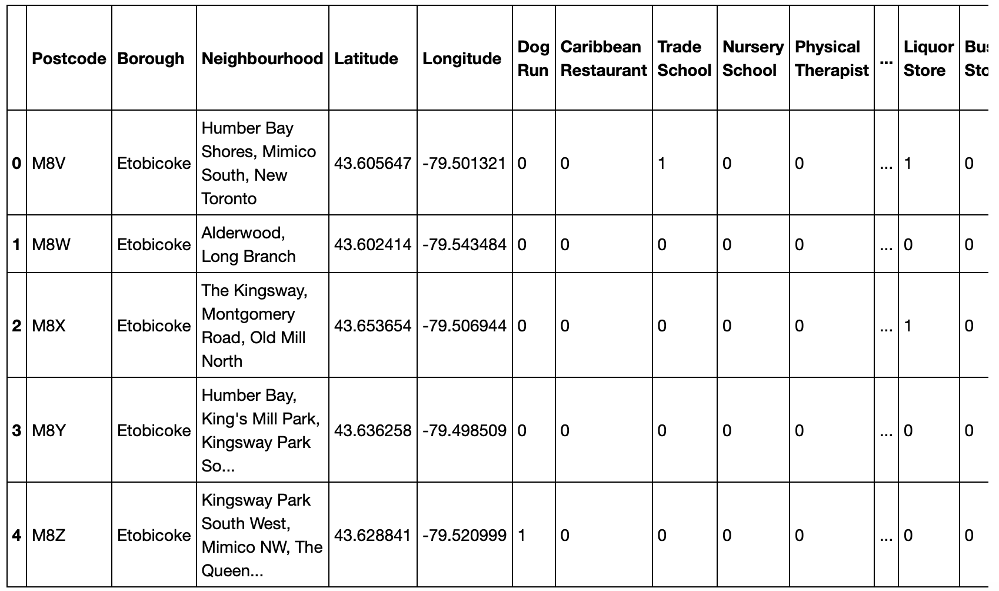 Postcode Borough Neighbourhood Latitude Longitude Dog Run Caribbean Restaurant Trade School Nursery School Physical Therapist ... Liquor Store
0 M8V Etobicoke Humber Bay Shores, Mimico South, New Toronto 43.605647 -79.501321 0 0 1 0 0 ... 1 0
1 M8W Etobicoke Alderwood, Long Branch 43.602414 -79.543484 0 0 0 0 0 ... 0 0
2 M8X Etobicoke The Kingsway, Montgomery Road, Old Mill North 43.653654 -79.506944 0 0 0 0 0 ... 1 0
3 M8Y Etobicoke Humber Bay, King's Mill Park, Kingsway Park So... 43.636258 -79.498509 0 0 0 0 0 ... 0 0
4 M8Z Etobicoke Kingsway Park South West, Mimico NW, The Queen... 43.628841 -79.520999 1 0 0 0 0 ... 0 0